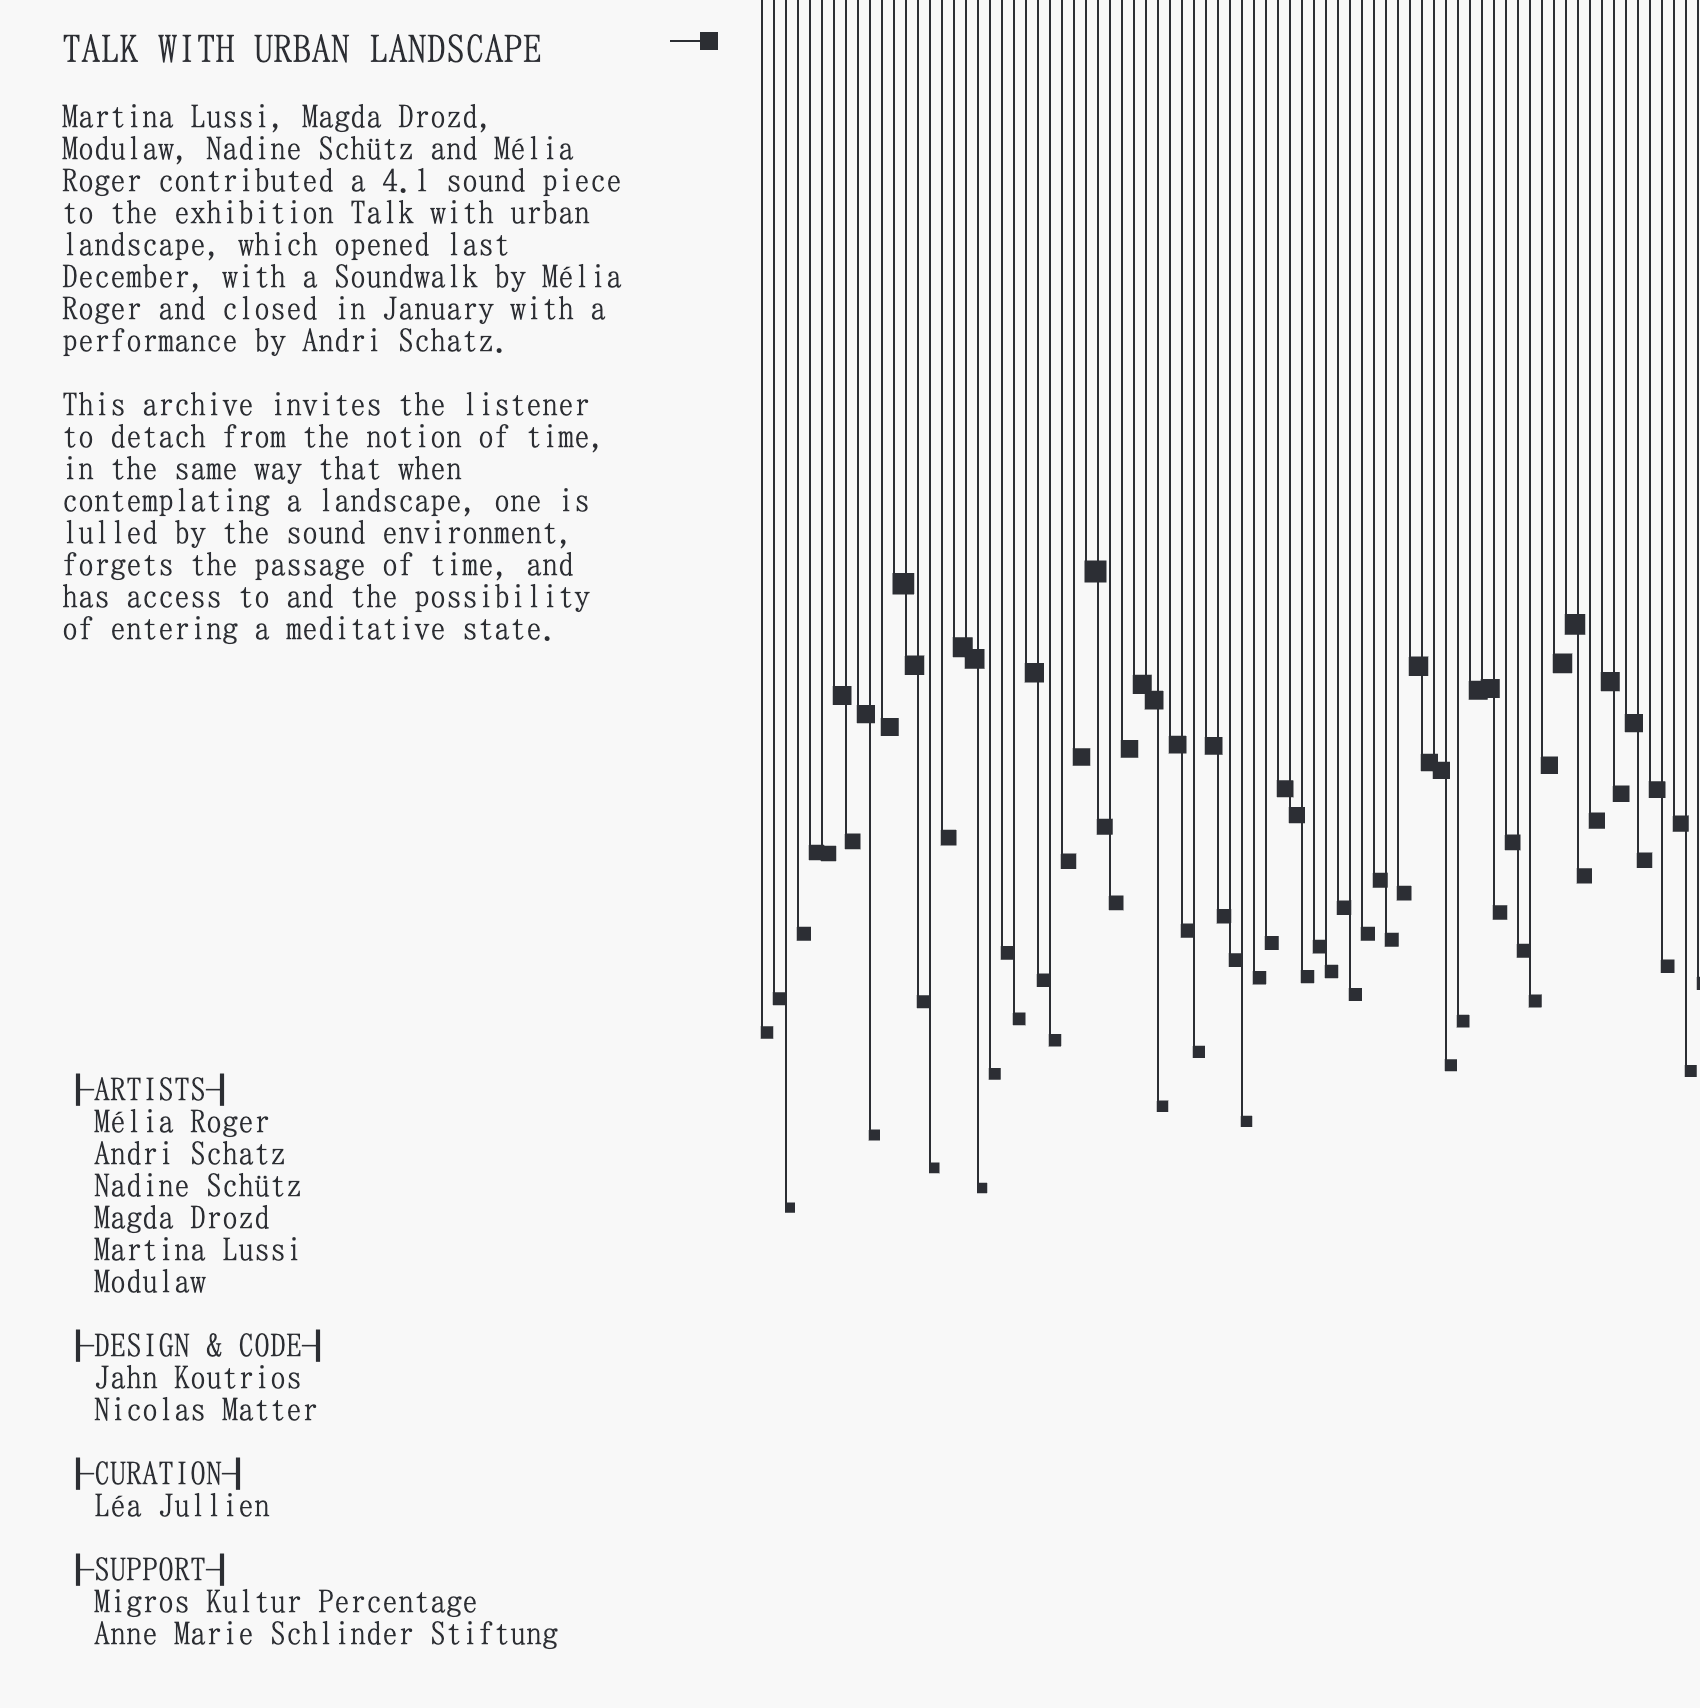 TALK WITH URBAN LANDSCAPE
Martina Lussi, Magda Drozd,
Modulaw, Nadine Schütz and Mélia
Roger contributed a 4.1 sound piece
to the exhibition Talk with urban
landscape, which opened last
December, with a Soundwalk by Mélia
Roger and closed in January with a
performance by Andri Schatz.
This archive invites the listener
to detach from the notion of time,
in the same way that when
contemplating a landscape, one is
lulled by the sound environment,
forgets the passage of time, and
has access to and the possibility
of entering a meditative state.
ARTISTS
Mélia Roger
Andri Schatz
Nadine Schütz
Magda Drozd
Martina Lussi
Modulaw
DESIGN & CODE
Jahn Koutrios
Nicolas Matter
CURATION
Léa Jullien
SUPPORT
Migros Kultur Percentage
Anne Marie Schlinder Stiftung